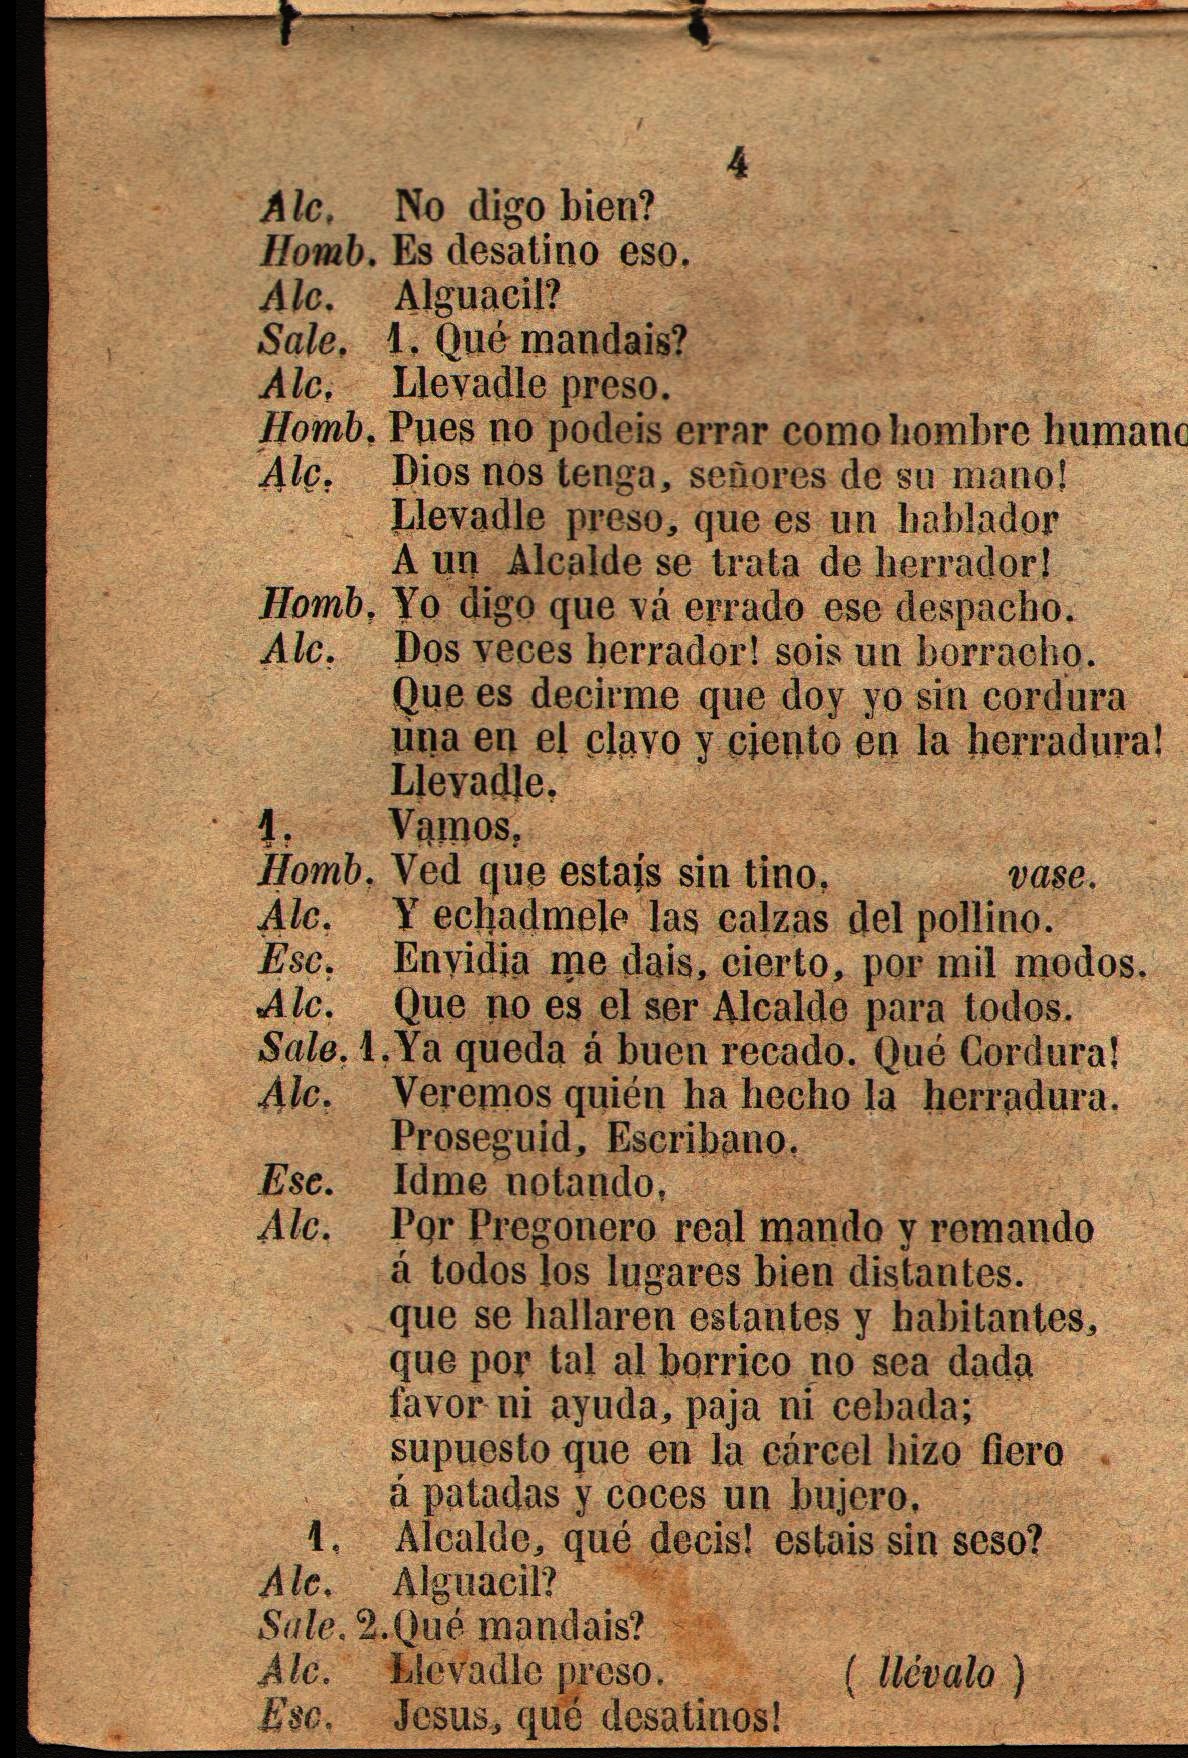 4
Alc. No digo bien?
Homb. Es desatino eso.
Alc. Alguacil?
Sale. 1. Qué mandais?
Alc. Llevadle preso.
Homb. Pues no podeis errar como hombre humano
Alc. Dios nos tenga, señores de su mano!
Llevadle preso, que es un hablador
A un Alcalde se trata de herrador!
Homb. Yo digo que vá errado ese despacho.
Alc. Dos veces herrador! sois un borracho.
Que es decirme que doy yo sin cordura
una en el clavo y ciento en la herradura!
Llevadle.
1. Vamos.
Homb. Ved que estais sin tino. vase.
Alc. Y echadmele las calzas del pollino.
Esc. Envidia me dais, cierto, por mil modos.
Alc. Que no es el ser Alcalde para todos.
Sale. 1. Ya queda á buen recado. Qué Cordura!
Alc. Veremos quién ha hecho la herradura.
Proseguid, Escribano.
Esc. Idme notando.
Alc. Por Pregonero real mando y remando
á todos los lugares bien distantes.
que se hallaren estantes y habitantes,
que por tal al borrico no sea dada
favor ni ayuda, paja ni cebada;
supuesto que en la cárcel hizo fiero
á patadas y coces un bujero.
1. Alcalde, qué decis! estais sin seso?
Alc. Alguacil?
Sale. 2. Qué mandais?
Alc. Llevadle preso. ( llévalo )
Esc. Jesus, qué desatinos!